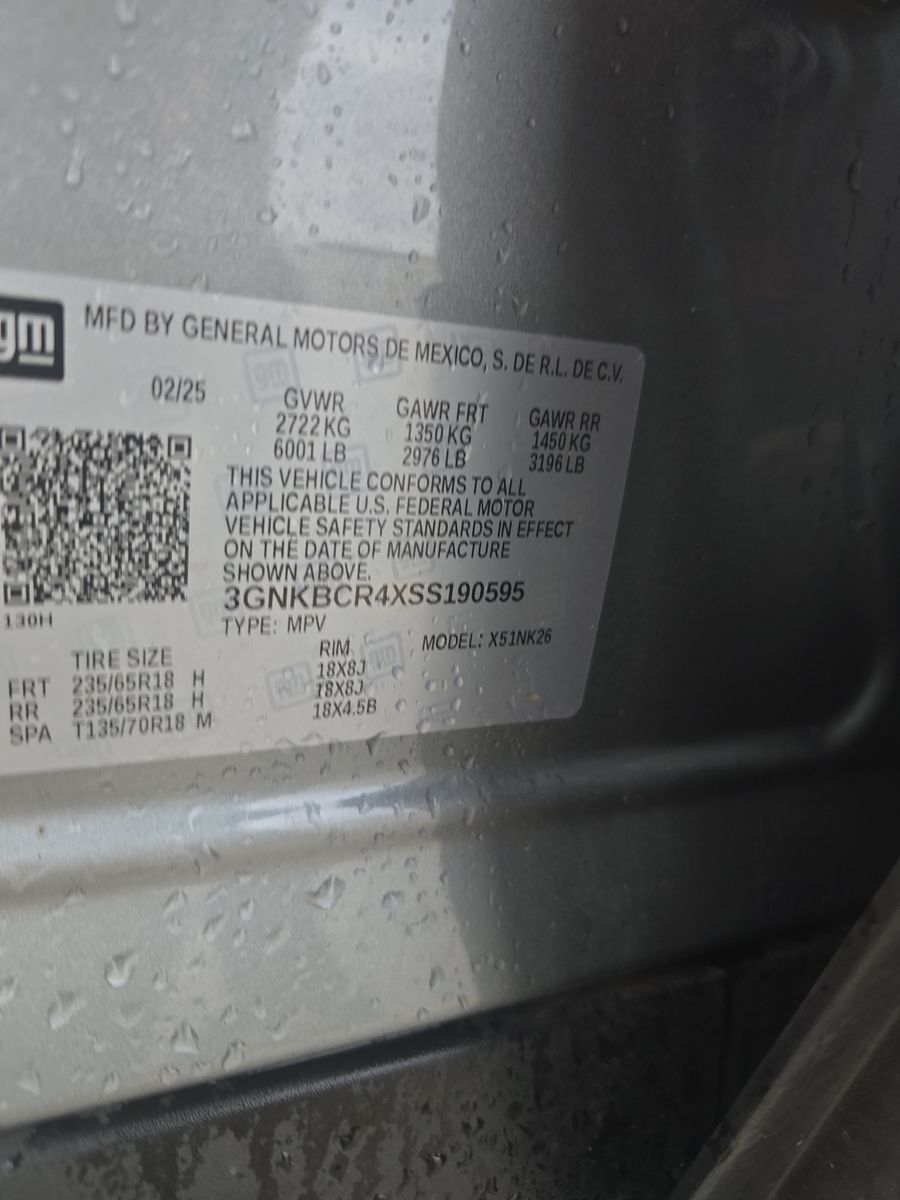 gm
MFD BY GENERAL MOTORS DE MEXICO, S. DE R.L. DE C.V.
02/25 GVWR GAWR FRT GAWR RR
2722 KG 1350 KG 1450 KG
6001 LB 2976 LB 3196 LB
THIS VEHICLE CONFORMS TO ALL
APPLICABLE U.S. FEDERAL MOTOR
VEHICLE SAFETY STANDARDS IN EFFECT
ON THE DATE OF MANUFACTURE
SHOWN ABOVE.
3GNKBCR4XSS190595
130H
TYPE: MPV MODEL: X51NK26
TIRE SIZE RIM
FRT 235/65R18 H 18X8J
RR 235/65R18 H 18X8J
SPA T135/70R18 M 18X4.5B